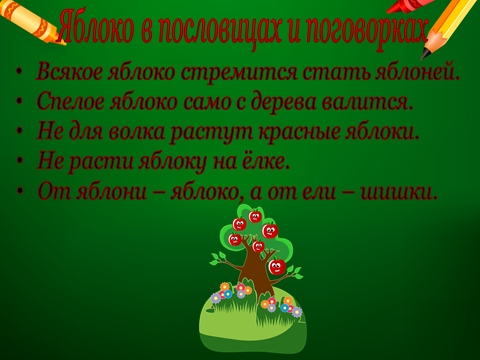 Яблоко в пословицах и поговорках
• Всякое яблоко стремится стать яблоней.
• Спелое яблоко само с дерева валится.
• Не для волка растут красные яблоки.
• Не расти яблоку на ёлке.
• От яблони – яблоко, а от ели – шишки.